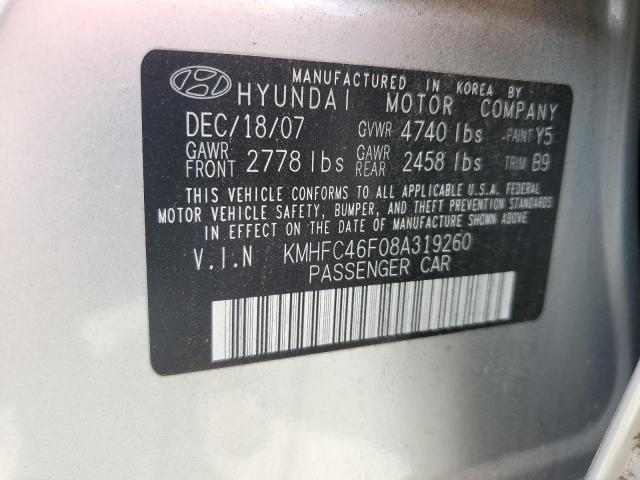 MANUFACTURED IN KOREA BY
HYUNDAI MOTOR COMPANY
DEC/18/07 GVWR 4740 lbs PAINT Y5
GAWR FRONT 2778 lbs GAWR REAR 2458 lbs TRIM B9
THIS VEHICLE CONFORMS TO ALL APPLICABLE U.S.A. FEDERAL
MOTOR VEHICLE SAFETY, BUMPER, AND THEFT PREVENTION STANDARDS
IN EFFECT ON THE DATE OF MANUFACTURE SHOWN ABOVE.
V.I.N KMHFC46F08A319260
PASSENGER CAR